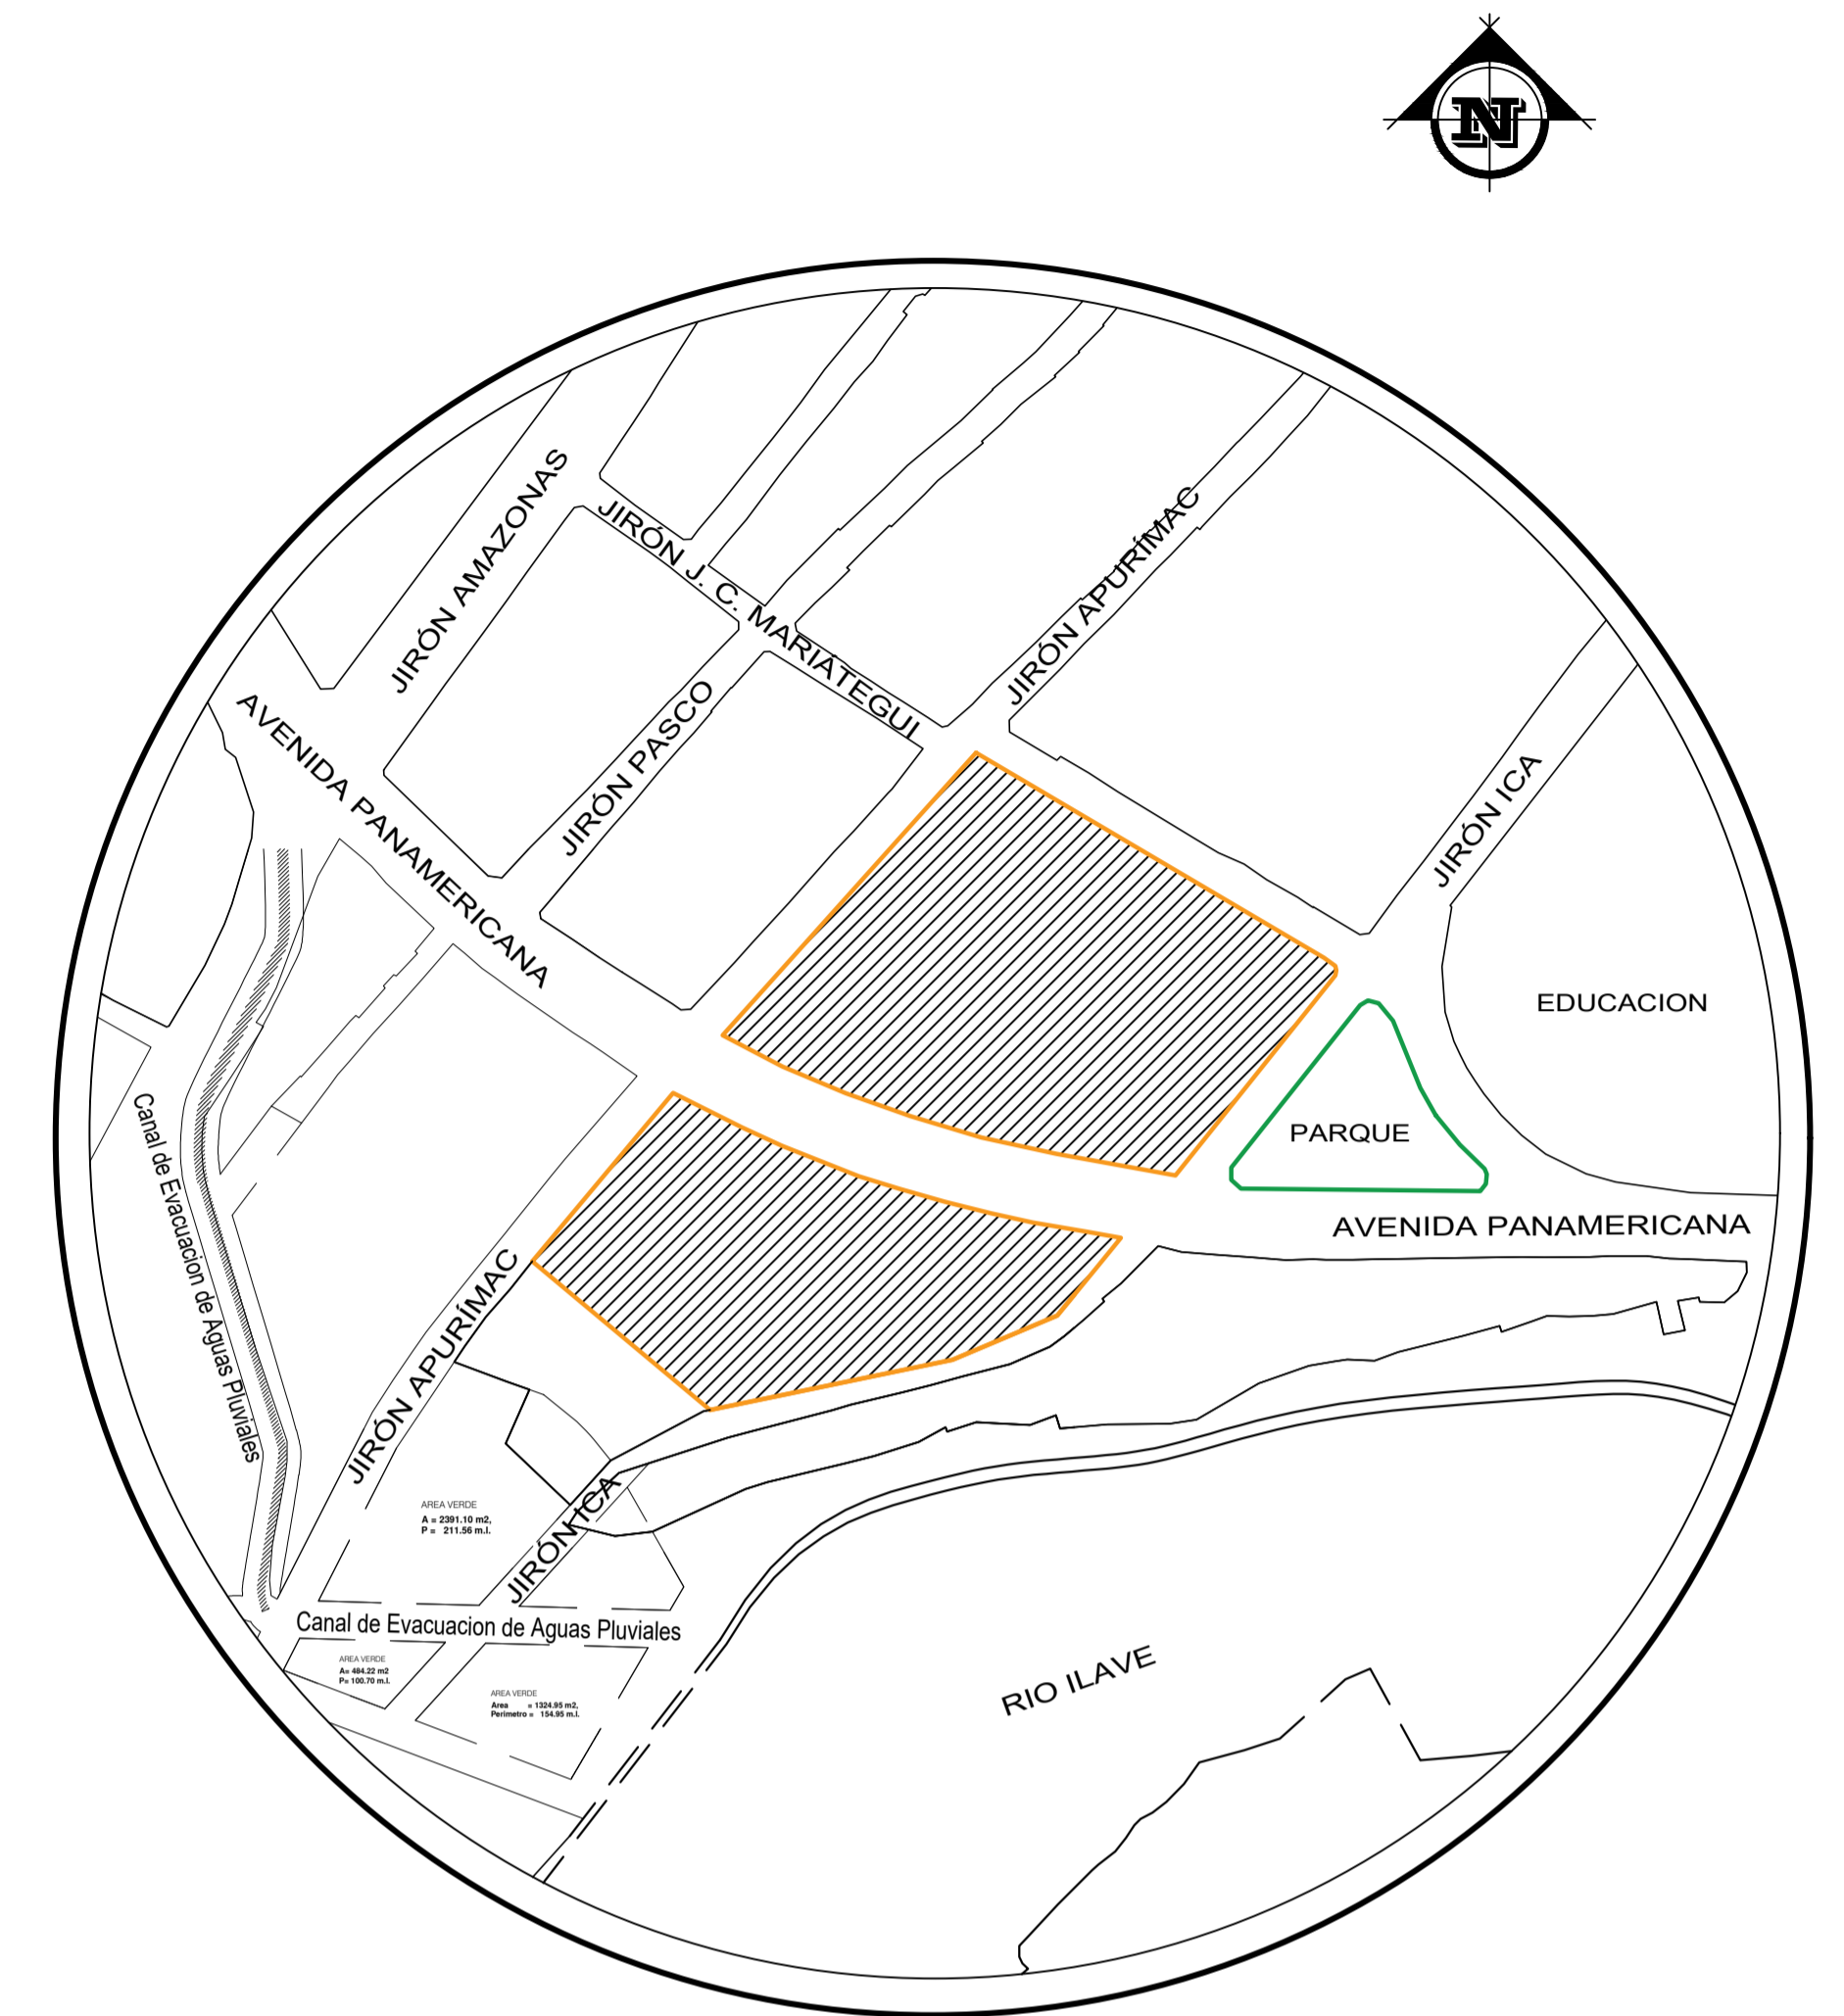 N
JIRÓN AMAZONAS
JIRÓN J. C. MARIATEGUI
JIRÓN APURÍMAC
AVENIDA PANAMERICANA
JIRÓN PASCO
JIRÓN ICA
EDUCACION
PARQUE
AVENIDA PANAMERICANA
Canal de Evacuacion de Aguas Pluviales
JIRÓN APURÍMAC
AREA VERDE
A = 2391.10 m2,
P = 211.56 m.l.
JIRÓN ICA
Canal de Evacuacion de Aguas Pluviales
AREA VERDE
A= 484.22 m2
P= 100.70 m.l.
AREA VERDE
Area = 1324.95 m2,
Perimetro = 154.95 m.l.
RIO ILAVE